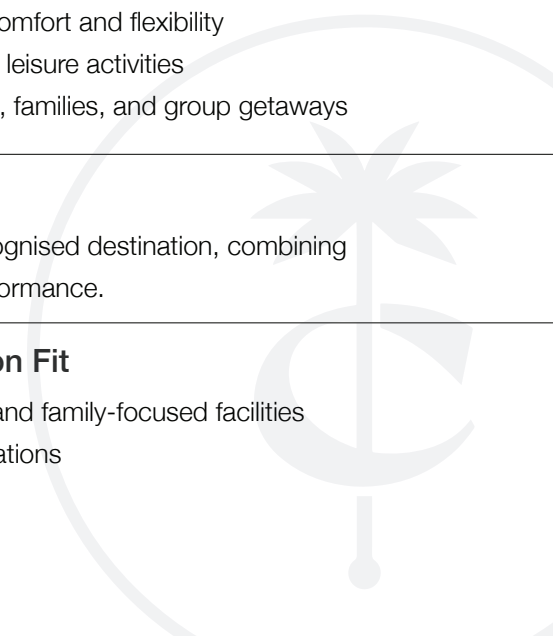 omfort and flexibility
leisure activities
, families, and group getaways
ognised destination, combining
ormance.
on Fit
and family-focused facilities
ations